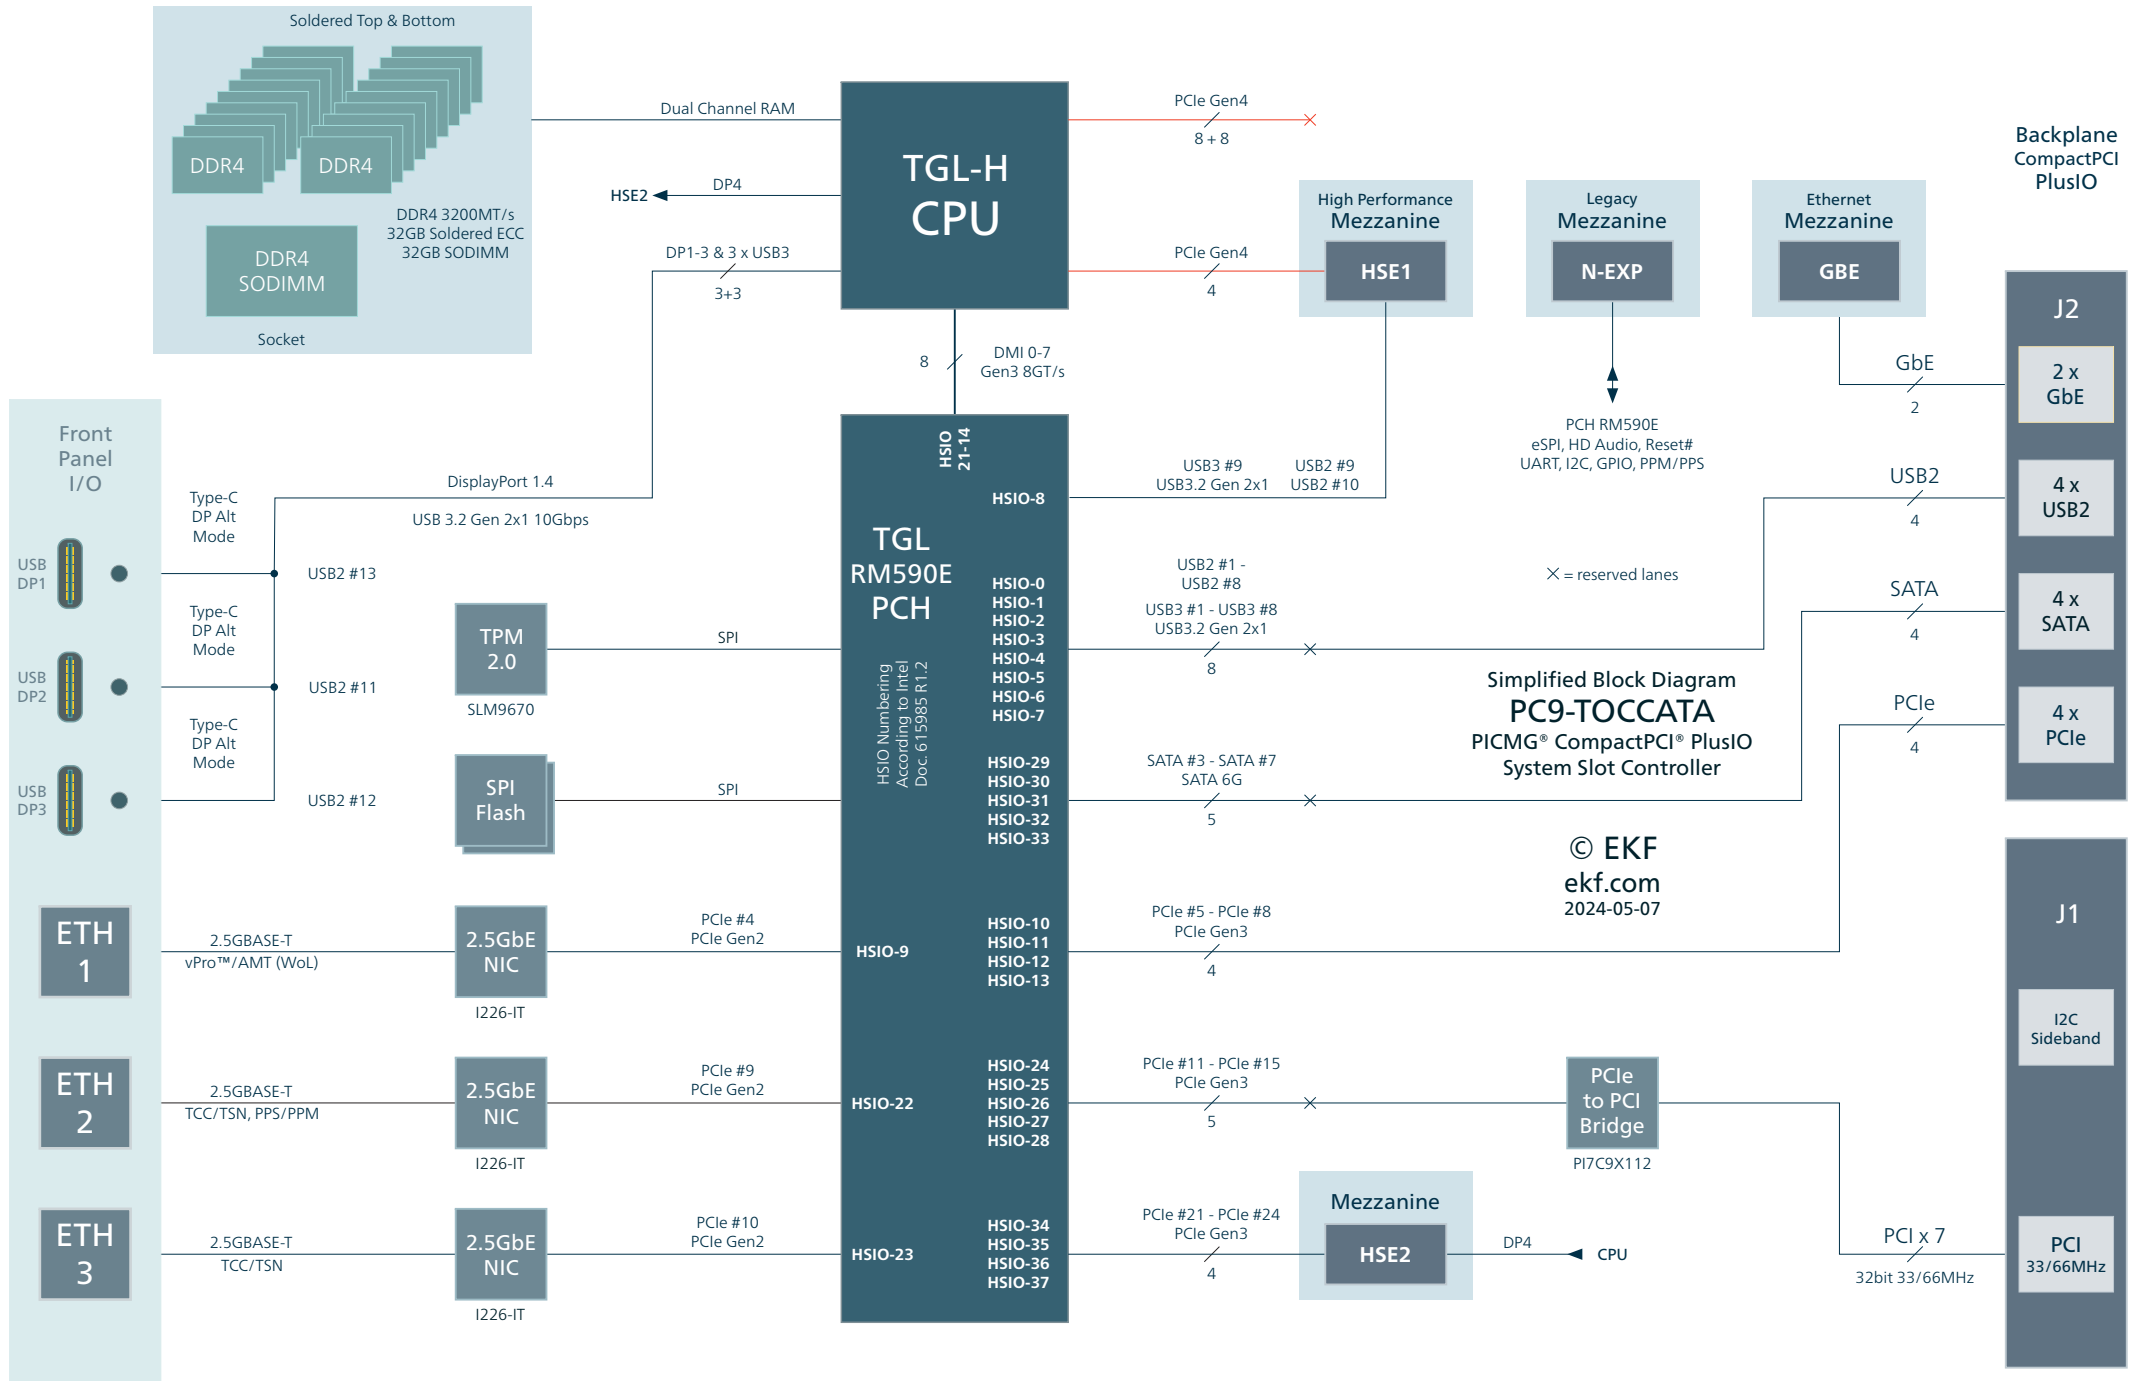 Soldered Top & Bottom
DDR4
DDR4
DDR4 3200MT/s
32GB Soldered ECC
32GB SODIMM
DDR4
SODIMM
Socket
Dual Channel RAM
HSE2
DP4
DP1-3 & 3 x USB3
3+3
TGL-H
CPU
PCIe Gen4
8 + 8
PCIe Gen4
4
High Performance
Mezzanine
HSE1
Legacy
Mezzanine
N-EXP
Ethernet
Mezzanine
GBE
Backplane
CompactPCI
PlusIO
8
DMI 0-7
Gen3 8GT/s
PCH RM590E
eSPI, HD Audio, Reset#
UART, I2C, GPIO, PPM/PPS
J2
GbE
2
2 x
GbE
USB2
4
4 x
USB2
SATA
4
4 x
SATA
PCIe
4
4 x
PCIe
Front
Panel
I/O
Type-C
DP Alt
Mode
DisplayPort 1.4
USB 3.2 Gen 2x1 10Gbps
USB
DP1
USB2 #13
Type-C
DP Alt
Mode
USB
DP2
USB2 #11
Type-C
DP Alt
Mode
USB
DP3
USB2 #12
TPM
2.0
SLM9670
SPI
SPI
Flash
SPI
HSIO
21-14
HSIO-8
TGL
RM590E
PCH
HSIO Numbering
According to Intel
Doc. 615985 R1.2
HSIO-0
HSIO-1
HSIO-2
HSIO-3
HSIO-4
HSIO-5
HSIO-6
HSIO-7
HSIO-29
HSIO-30
HSIO-31
HSIO-32
HSIO-33
HSIO-9
HSIO-10
HSIO-11
HSIO-12
HSIO-13
HSIO-22
HSIO-24
HSIO-25
HSIO-26
HSIO-27
HSIO-28
HSIO-23
HSIO-34
HSIO-35
HSIO-36
HSIO-37
USB3 #9
USB3.2 Gen 2x1
USB2 #9
USB2 #10
USB2 #1 -
USB2 #8
USB3 #1 - USB3 #8
USB3.2 Gen 2x1
8
= reserved lanes
SATA #3 - SATA #7
SATA 6G
5
Simplified Block Diagram
PC9-TOCCATA
PICMG® CompactPCI® PlusIO
System Slot Controller
© EKF
ekf.com
2024-05-07
ETH
1
2.5GBASE-T
vPro™/AMT (WoL)
2.5GbE
NIC
I226-IT
PCIe #4
PCIe Gen2
PCIe #5 - PCIe #8
PCIe Gen3
4
ETH
2
2.5GBASE-T
TCC/TSN, PPS/PPM
2.5GbE
NIC
I226-IT
PCIe #9
PCIe Gen2
PCIe #11 - PCIe #15
PCIe Gen3
5
PCIe
to PCI
Bridge
PI7C9X112
ETH
3
2.5GBASE-T
TCC/TSN
2.5GbE
NIC
I226-IT
PCIe #10
PCIe Gen2
PCIe #21 - PCIe #24
PCIe Gen3
4
Mezzanine
HSE2
DP4
CPU
J1
I2C
Sideband
PCI x 7
32bit 33/66MHz
PCI
33/66MHz